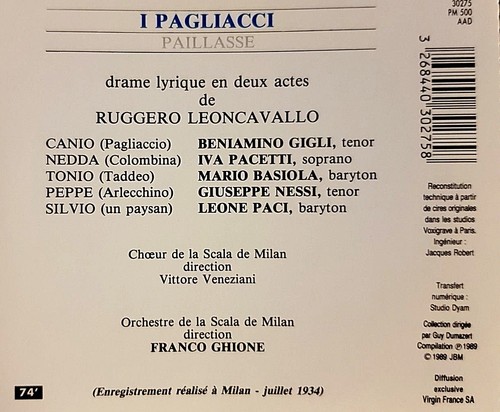 I PAGLIACCI
PAILLASSE
drame lyrique en deux actes
de
RUGGERO LEONCAVALLO
CANIO (Pagliaccio) BENIAMINO GIGLI, tenor
NEDDA (Colombina) IVA PACETTI, soprano
TONIO (Taddeo) MARIO BASIOLA, baryton
PEPPE (Arlecchino) GIUSEPPE NESSI, tenor
SILVIO (un paysan) LEONE PACI, baryton
Chœur de la Scala de Milan
direction
Vittore Veneziani
Orchestre de la Scala de Milan
direction
FRANCO GHIONE
74'
(Enregistrement réalisé à Milan - juillet 1934)
30275
PM 500
AAD
3 268440 302758
Reconstitution
technique à partir
de cires originales
dans les studios
Voxigrave à Paris.
Ingénieur :
Jacques Robert
Transfert
numérique :
Studio Dyam
Collection dirigée
par Guy Dumazert
Compilation ℗ 1989
© 1989 JBM
Diffusion
exclusive
Virgin France SA